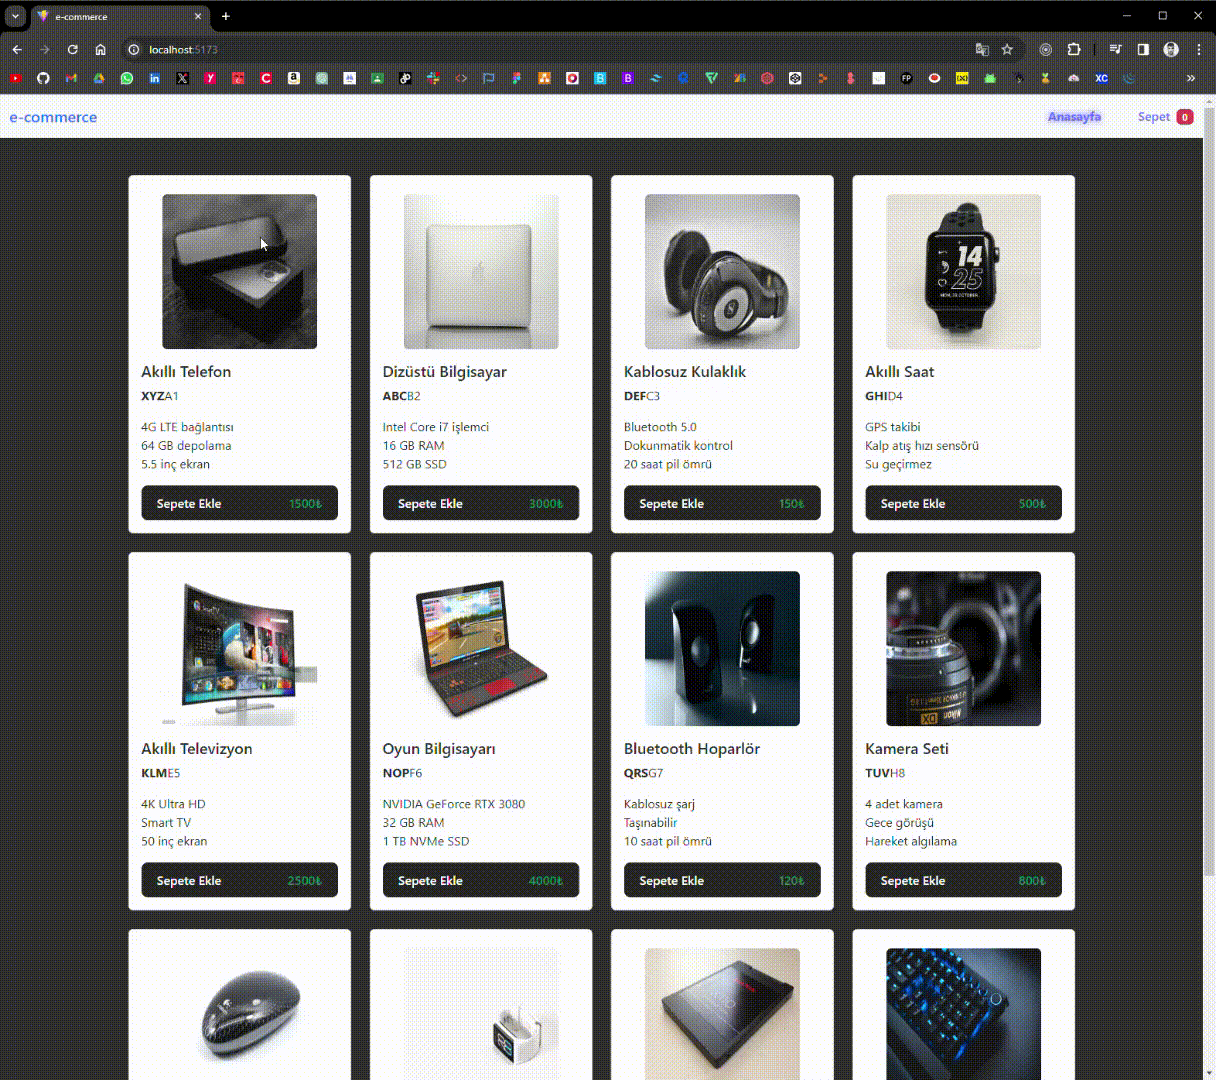 e-commerce
localhost:5173
e-commerce
Anasayfa
Sepet 0
Akıllı Telefon
XYZA1
4G LTE bağlantısı
64 GB depolama
5.5 inç ekran
Sepete Ekle 1500₺
Dizüstü Bilgisayar
ABCB2
Intel Core i7 işlemci
16 GB RAM
512 GB SSD
Sepete Ekle 3000₺
Kablosuz Kulaklık
DEFC3
Bluetooth 5.0
Dokunmatik kontrol
20 saat pil ömrü
Sepete Ekle 150₺
14
25
Akıllı Saat
GHID4
GPS takibi
Kalp atış hızı sensörü
Su geçirmez
Sepete Ekle 500₺
Akıllı Televizyon
KLME5
4K Ultra HD
Smart TV
50 inç ekran
Sepete Ekle 2500₺
Oyun Bilgisayarı
NOPF6
NVIDIA GeForce RTX 3080
32 GB RAM
1 TB NVMe SSD
Sepete Ekle 4000₺
Bluetooth Hoparlör
QRSG7
Kablosuz şarj
Taşınabilir
10 saat pil ömrü
Sepete Ekle 120₺
Nikon
DX
Kamera Seti
TUVH8
4 adet kamera
Gece görüşü
Hareket algılama
Sepete Ekle 800₺